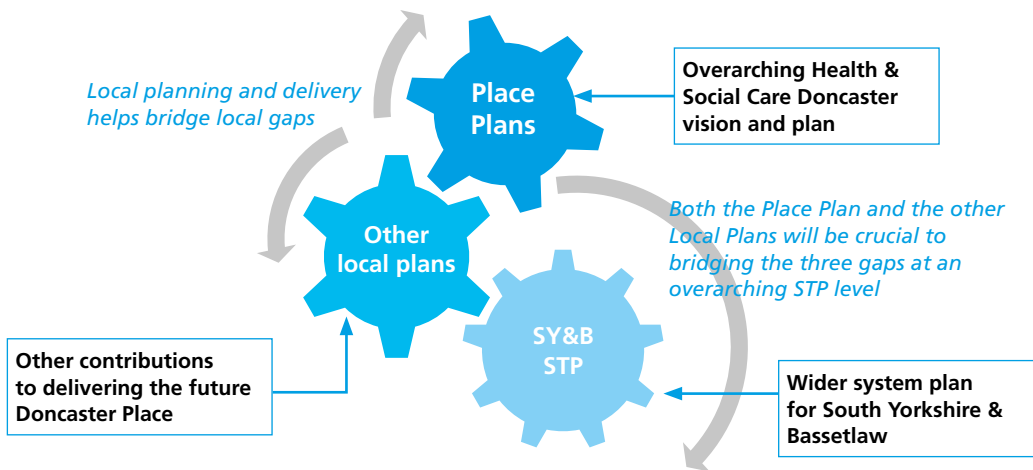 Local planning and delivery
helps bridge local gaps
Place
Plans
Overarching Health &
Social Care Doncaster
vision and plan
Other
local plans
Both the Place Plan and the other
Local Plans will be crucial to
bridging the three gaps at an
overarching STP level
SY&B
STP
Other contributions
to delivering the future
Doncaster Place
Wider system plan
for South Yorkshire &
Bassetlaw